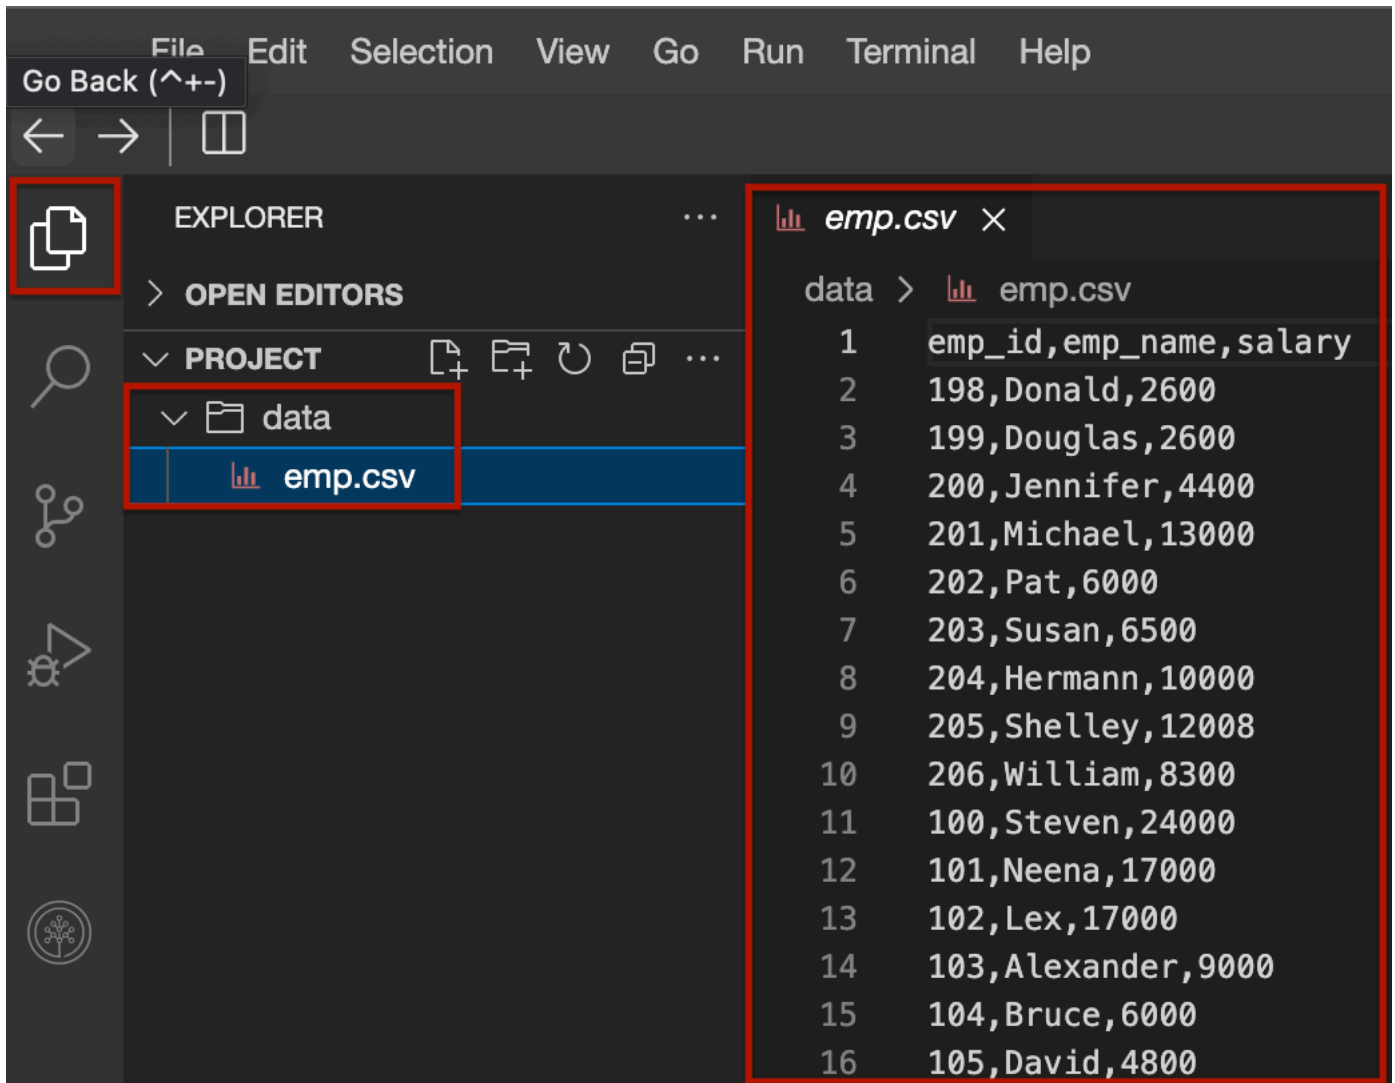 File Edit Selection View Go Run Terminal Help
Go Back (^+-)
EXPLORER
OPEN EDITORS
PROJECT
data
emp.csv
emp.csv
data > emp.csv
1 emp_id,emp_name,salary
2 198,Donald,2600
3 199,Douglas,2600
4 200,Jennifer,4400
5 201,Michael,13000
6 202,Pat,6000
7 203,Susan,6500
8 204,Hermann,10000
9 205,Shelley,12008
10 206,William,8300
11 100,Steven,24000
12 101,Neena,17000
13 102,Lex,17000
14 103,Alexander,9000
15 104,Bruce,6000
16 105,David,4800